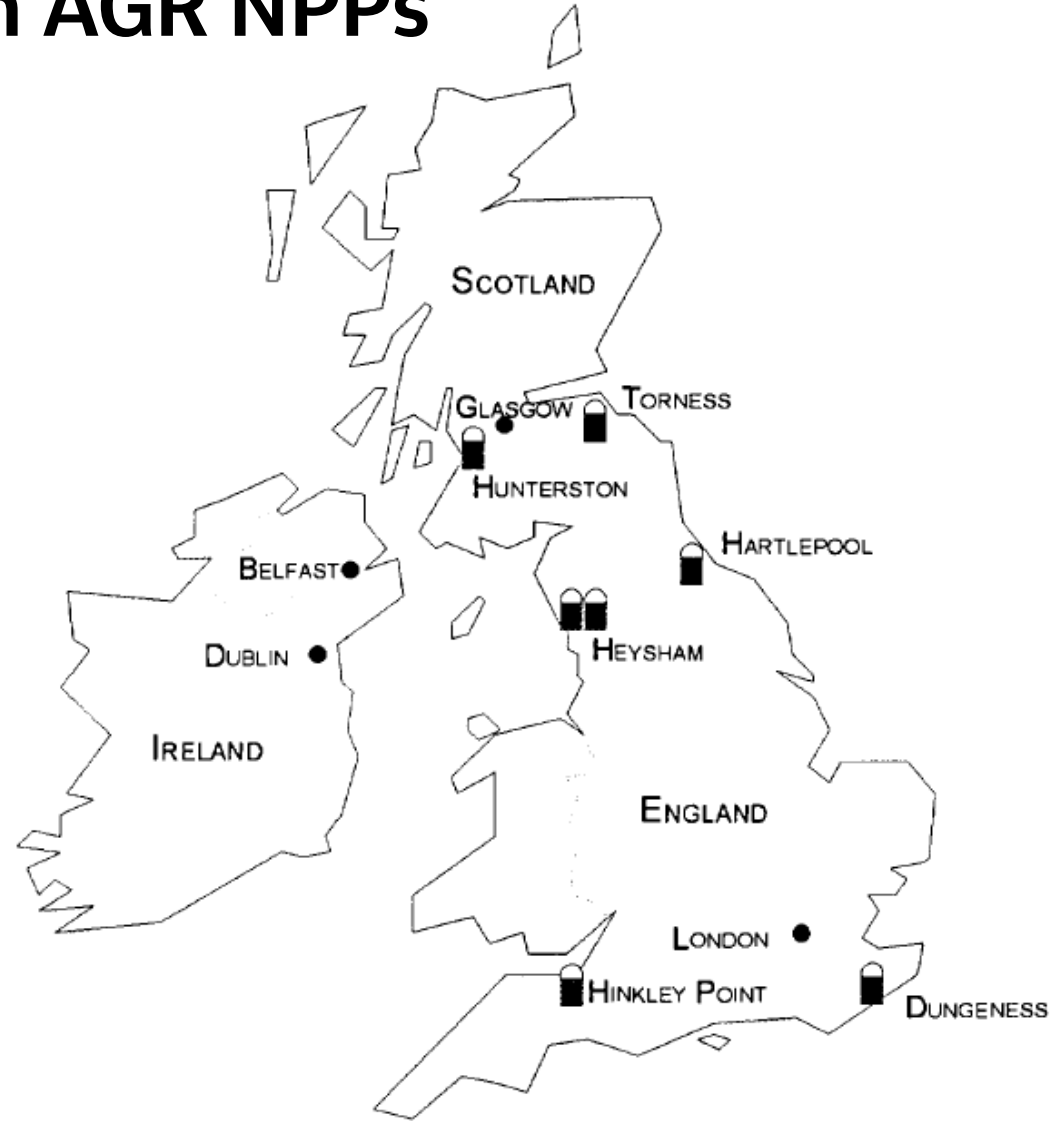 n AGR NPPs
SCOTLAND
TORNESS
GLASGOW
HUNTERSTON
HARTLEPOOL
BELFAST
HEYSHAM
DUBLIN
IRELAND
ENGLAND
LONDON
HINKLEY POINT
DUNGENESS